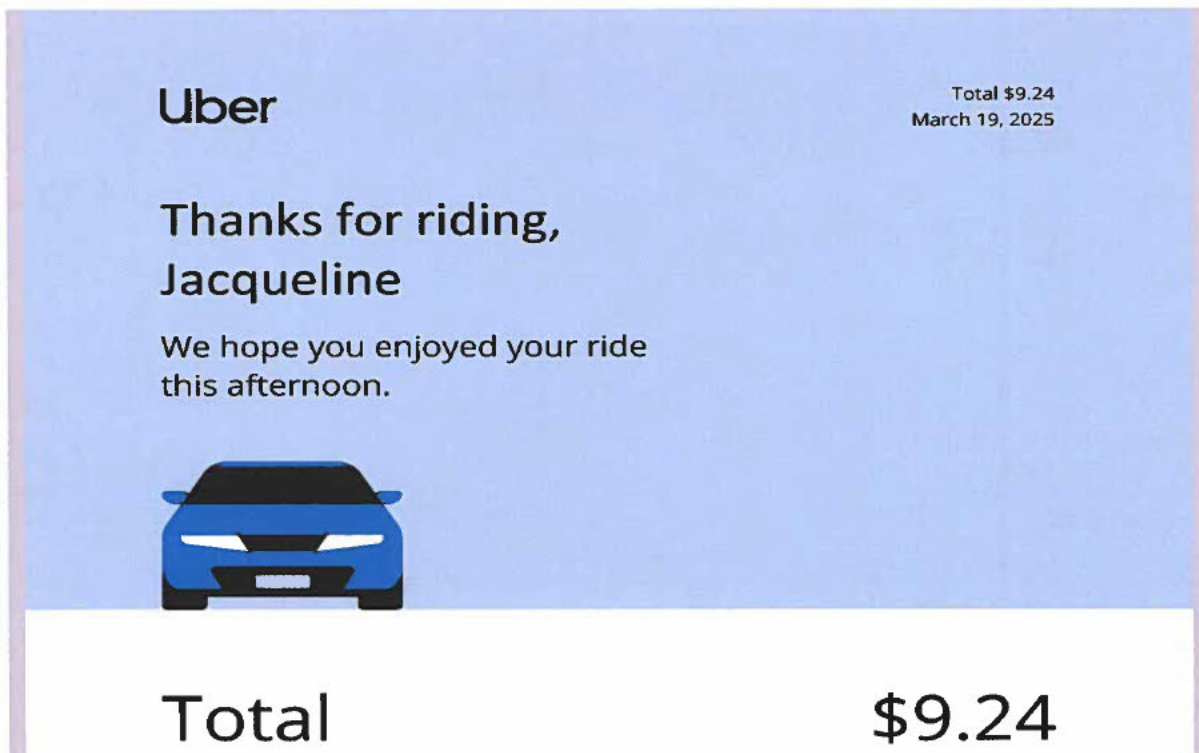 Uber
Total $9.24
March 19, 2025
Thanks for riding,
Jacqueline
We hope you enjoyed your ride
this afternoon.
Total $9.24